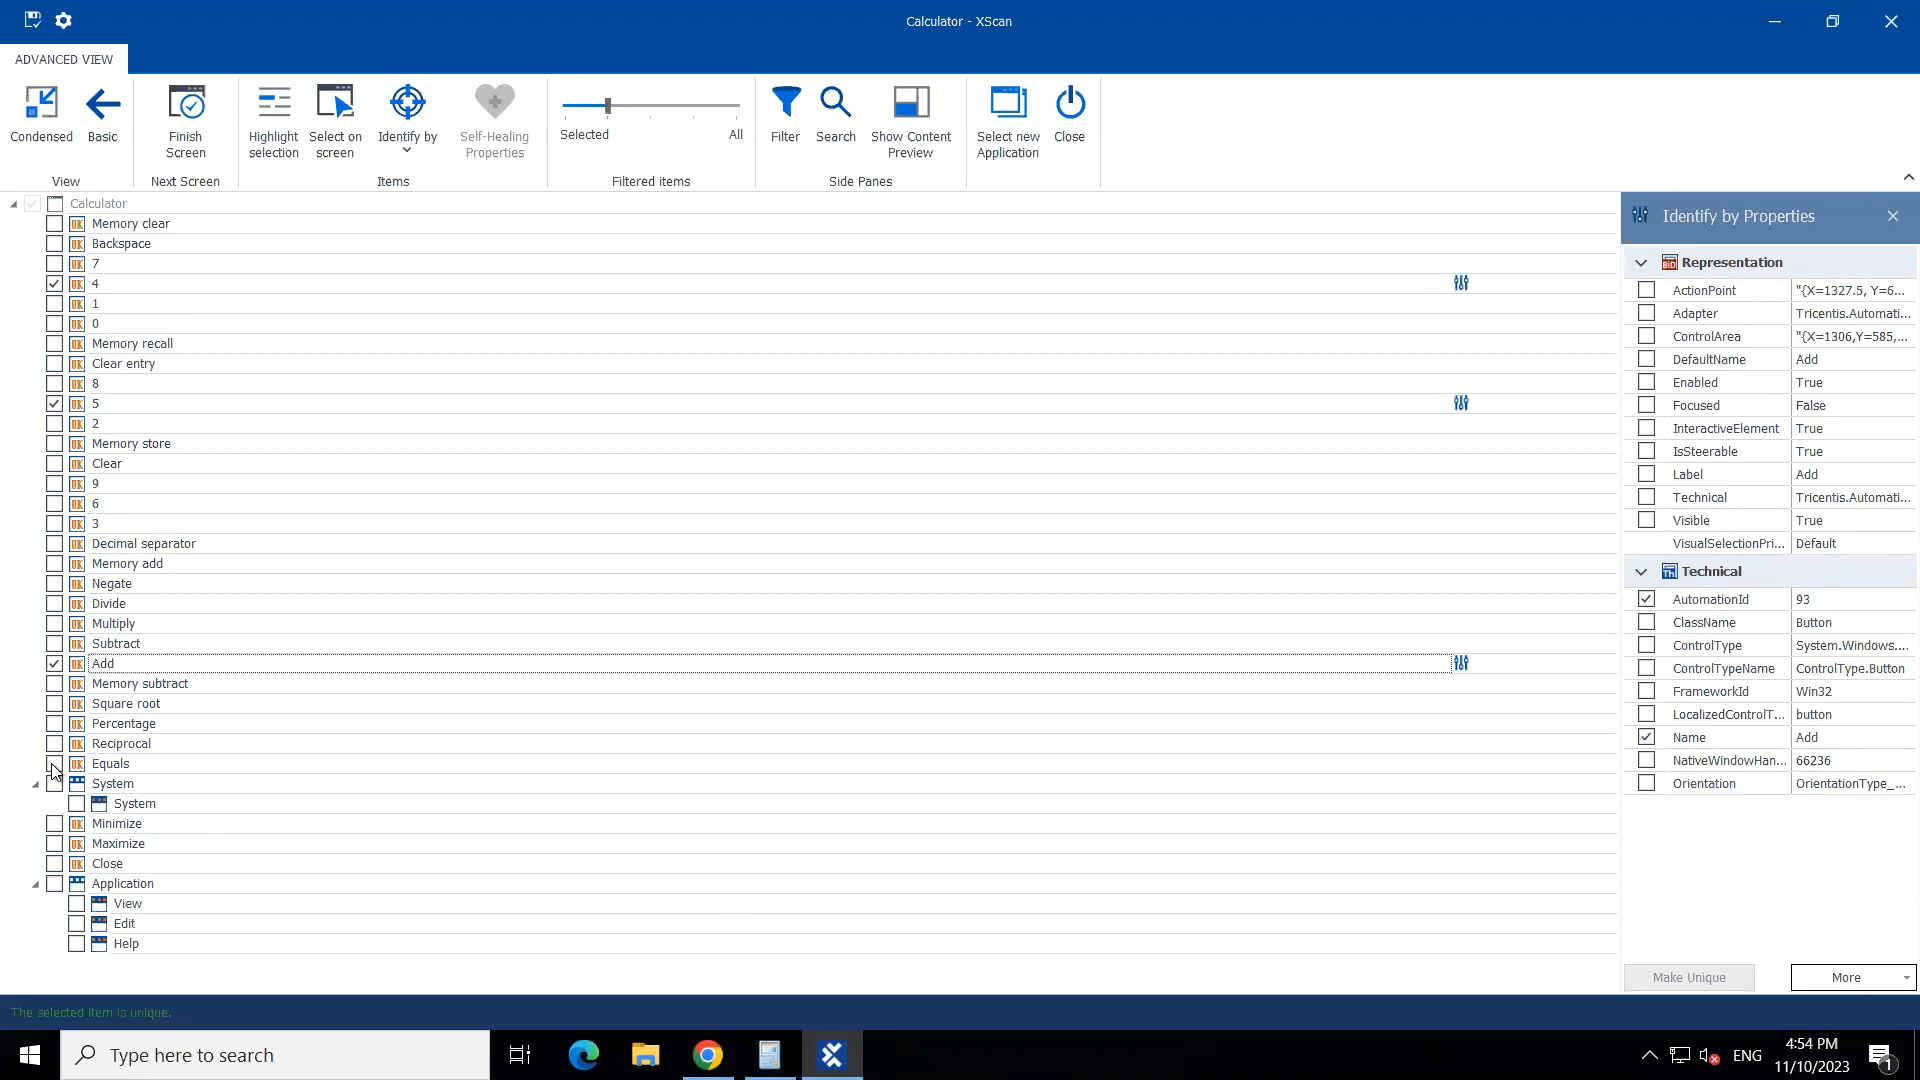 Calculator - XScan
ADVANCED VIEW
Condensed
Basic
Finish
Screen
Highlight
selection
Select on
screen
Identify by
Self-Healing
Properties
Selected
All
Filter
Search
Show Content
Preview
Select new
Application
Close
View
Next Screen
Items
Filtered items
Side Panes
Calculator
Memory clear
Backspace
7
4
1
0
Memory recall
Clear entry
8
5
2
Memory store
Clear
9
6
3
Decimal separator
Memory add
Negate
Divide
Multiply
Subtract
Add
Memory subtract
Square root
Percentage
Reciprocal
Equals
System
System
Minimize
Maximize
Close
Application
View
Edit
Help
Identify by Properties
Representation
ActionPoint "{X=1327.5, Y=6...
Adapter Tricentis.Automati...
ControlArea "{X=1306,Y=585,...
DefaultName Add
Enabled True
Focused False
InteractiveElement True
IsSteerable True
Label Add
Technical Tricentis.Automati...
Visible True
VisualSelectionPri... Default
Technical
AutomationId 93
ClassName Button
ControlType System.Windows....
ControlTypeName ControlType.Button
FrameworkId Win32
LocalizedControlT... button
Name Add
NativeWindowHan... 66236
Orientation OrientationType_...
Make Unique
More
The selected item is unique.
Type here to search
ENG
4:54 PM
11/10/2023
1